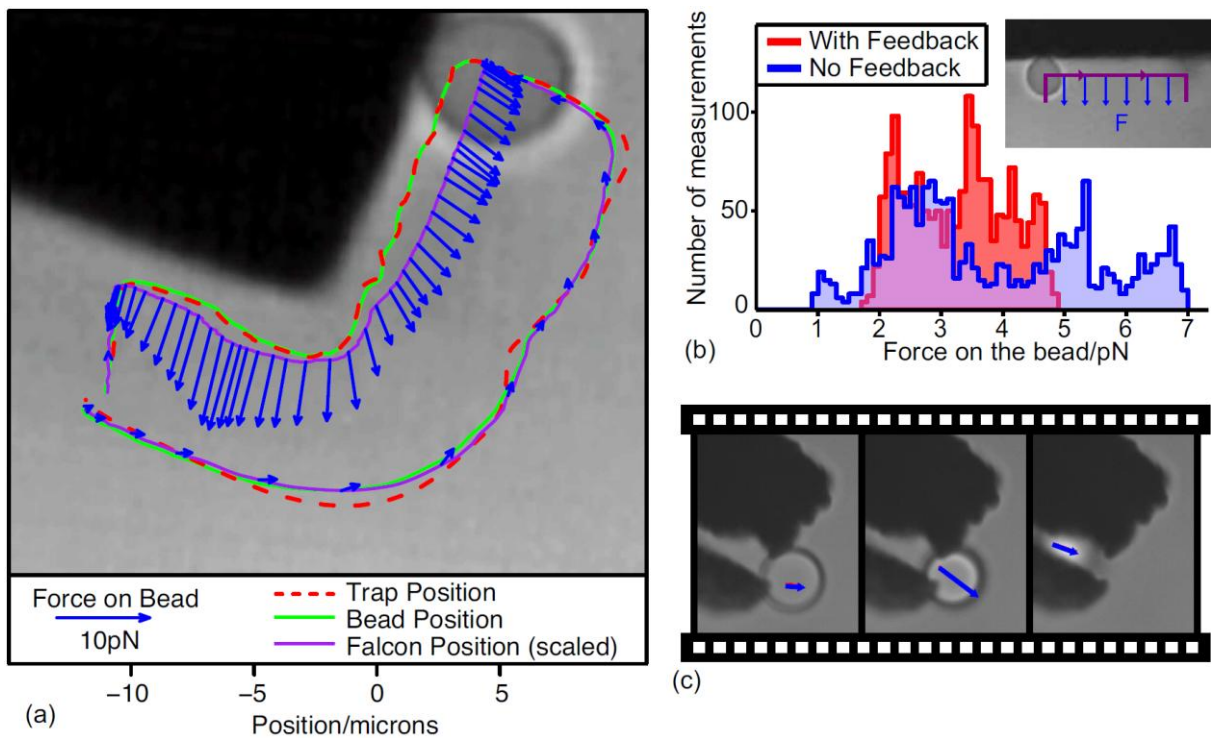 Force on Bead
10pN
Trap Position
Bead Position
Falcon Position (scaled)
−10 −5 0 5
Position/microns
(a)
With Feedback
No Feedback
F
Number of measurements
100
50
0
0 1 2 3 4 5 6 7
Force on the bead/pN
(b)
(c)